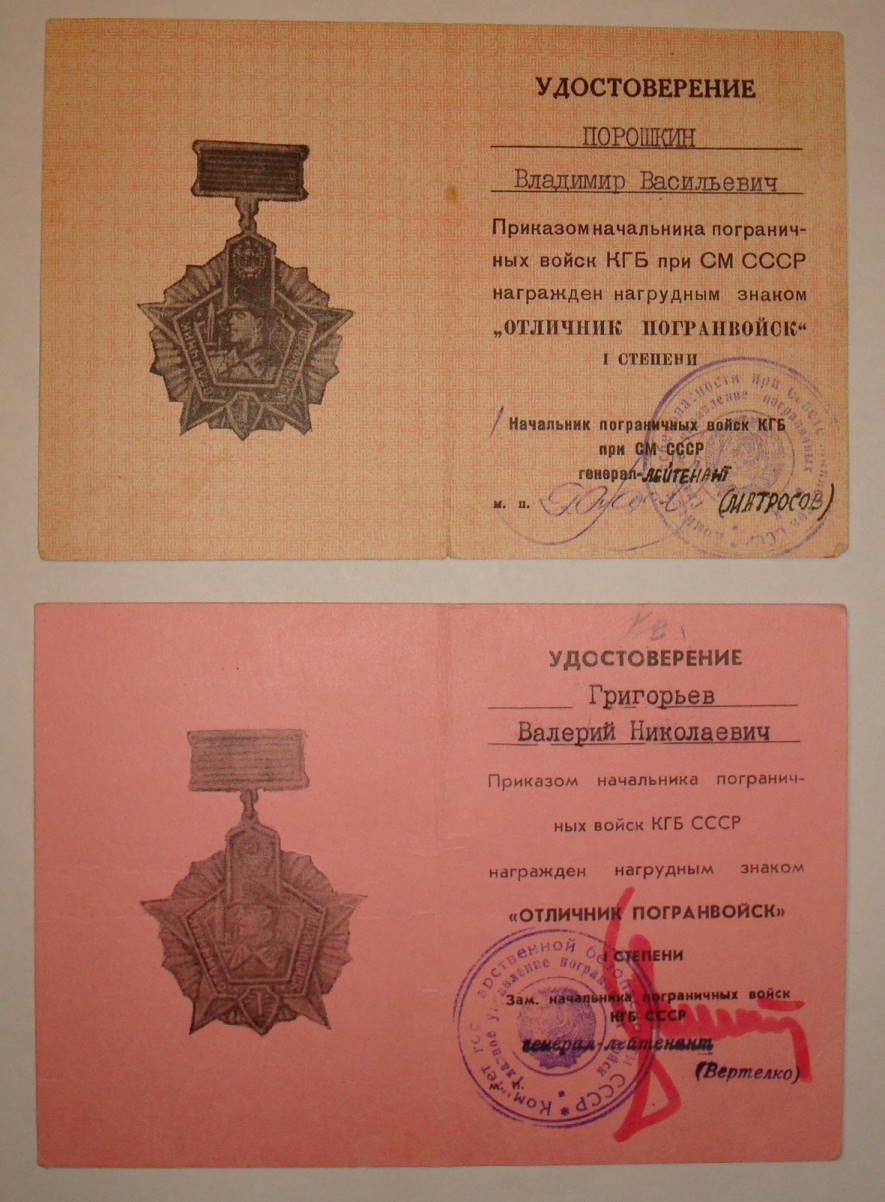 УДОСТОВЕРЕНИЕ
ПОРОШКИН
Владимир Васильевич
Приказом начальника погранич-
ных войск КГБ при СМ СССР
награжден нагрудным знаком
„ОТЛИЧНИК ПОГРАНВОЙСК“
I СТЕПЕНИ
Начальник пограничных войск КГБ
при СМ СССР
генерал-ЛЕЙТЕНАНТ
м. п. (МАТРОСОВ)
УДОСТОВЕРЕНИЕ
Григорьев
Валерий Николаевич
Приказом начальника погранич-
ных войск КГБ СССР
награжден нагрудным знаком
«ОТЛИЧНИК ПОГРАНВОЙСК»
I СТЕПЕНИ
Зам. начальника пограничных войск
КГБ СССР
генерал-лейтенант
(Вертелко)